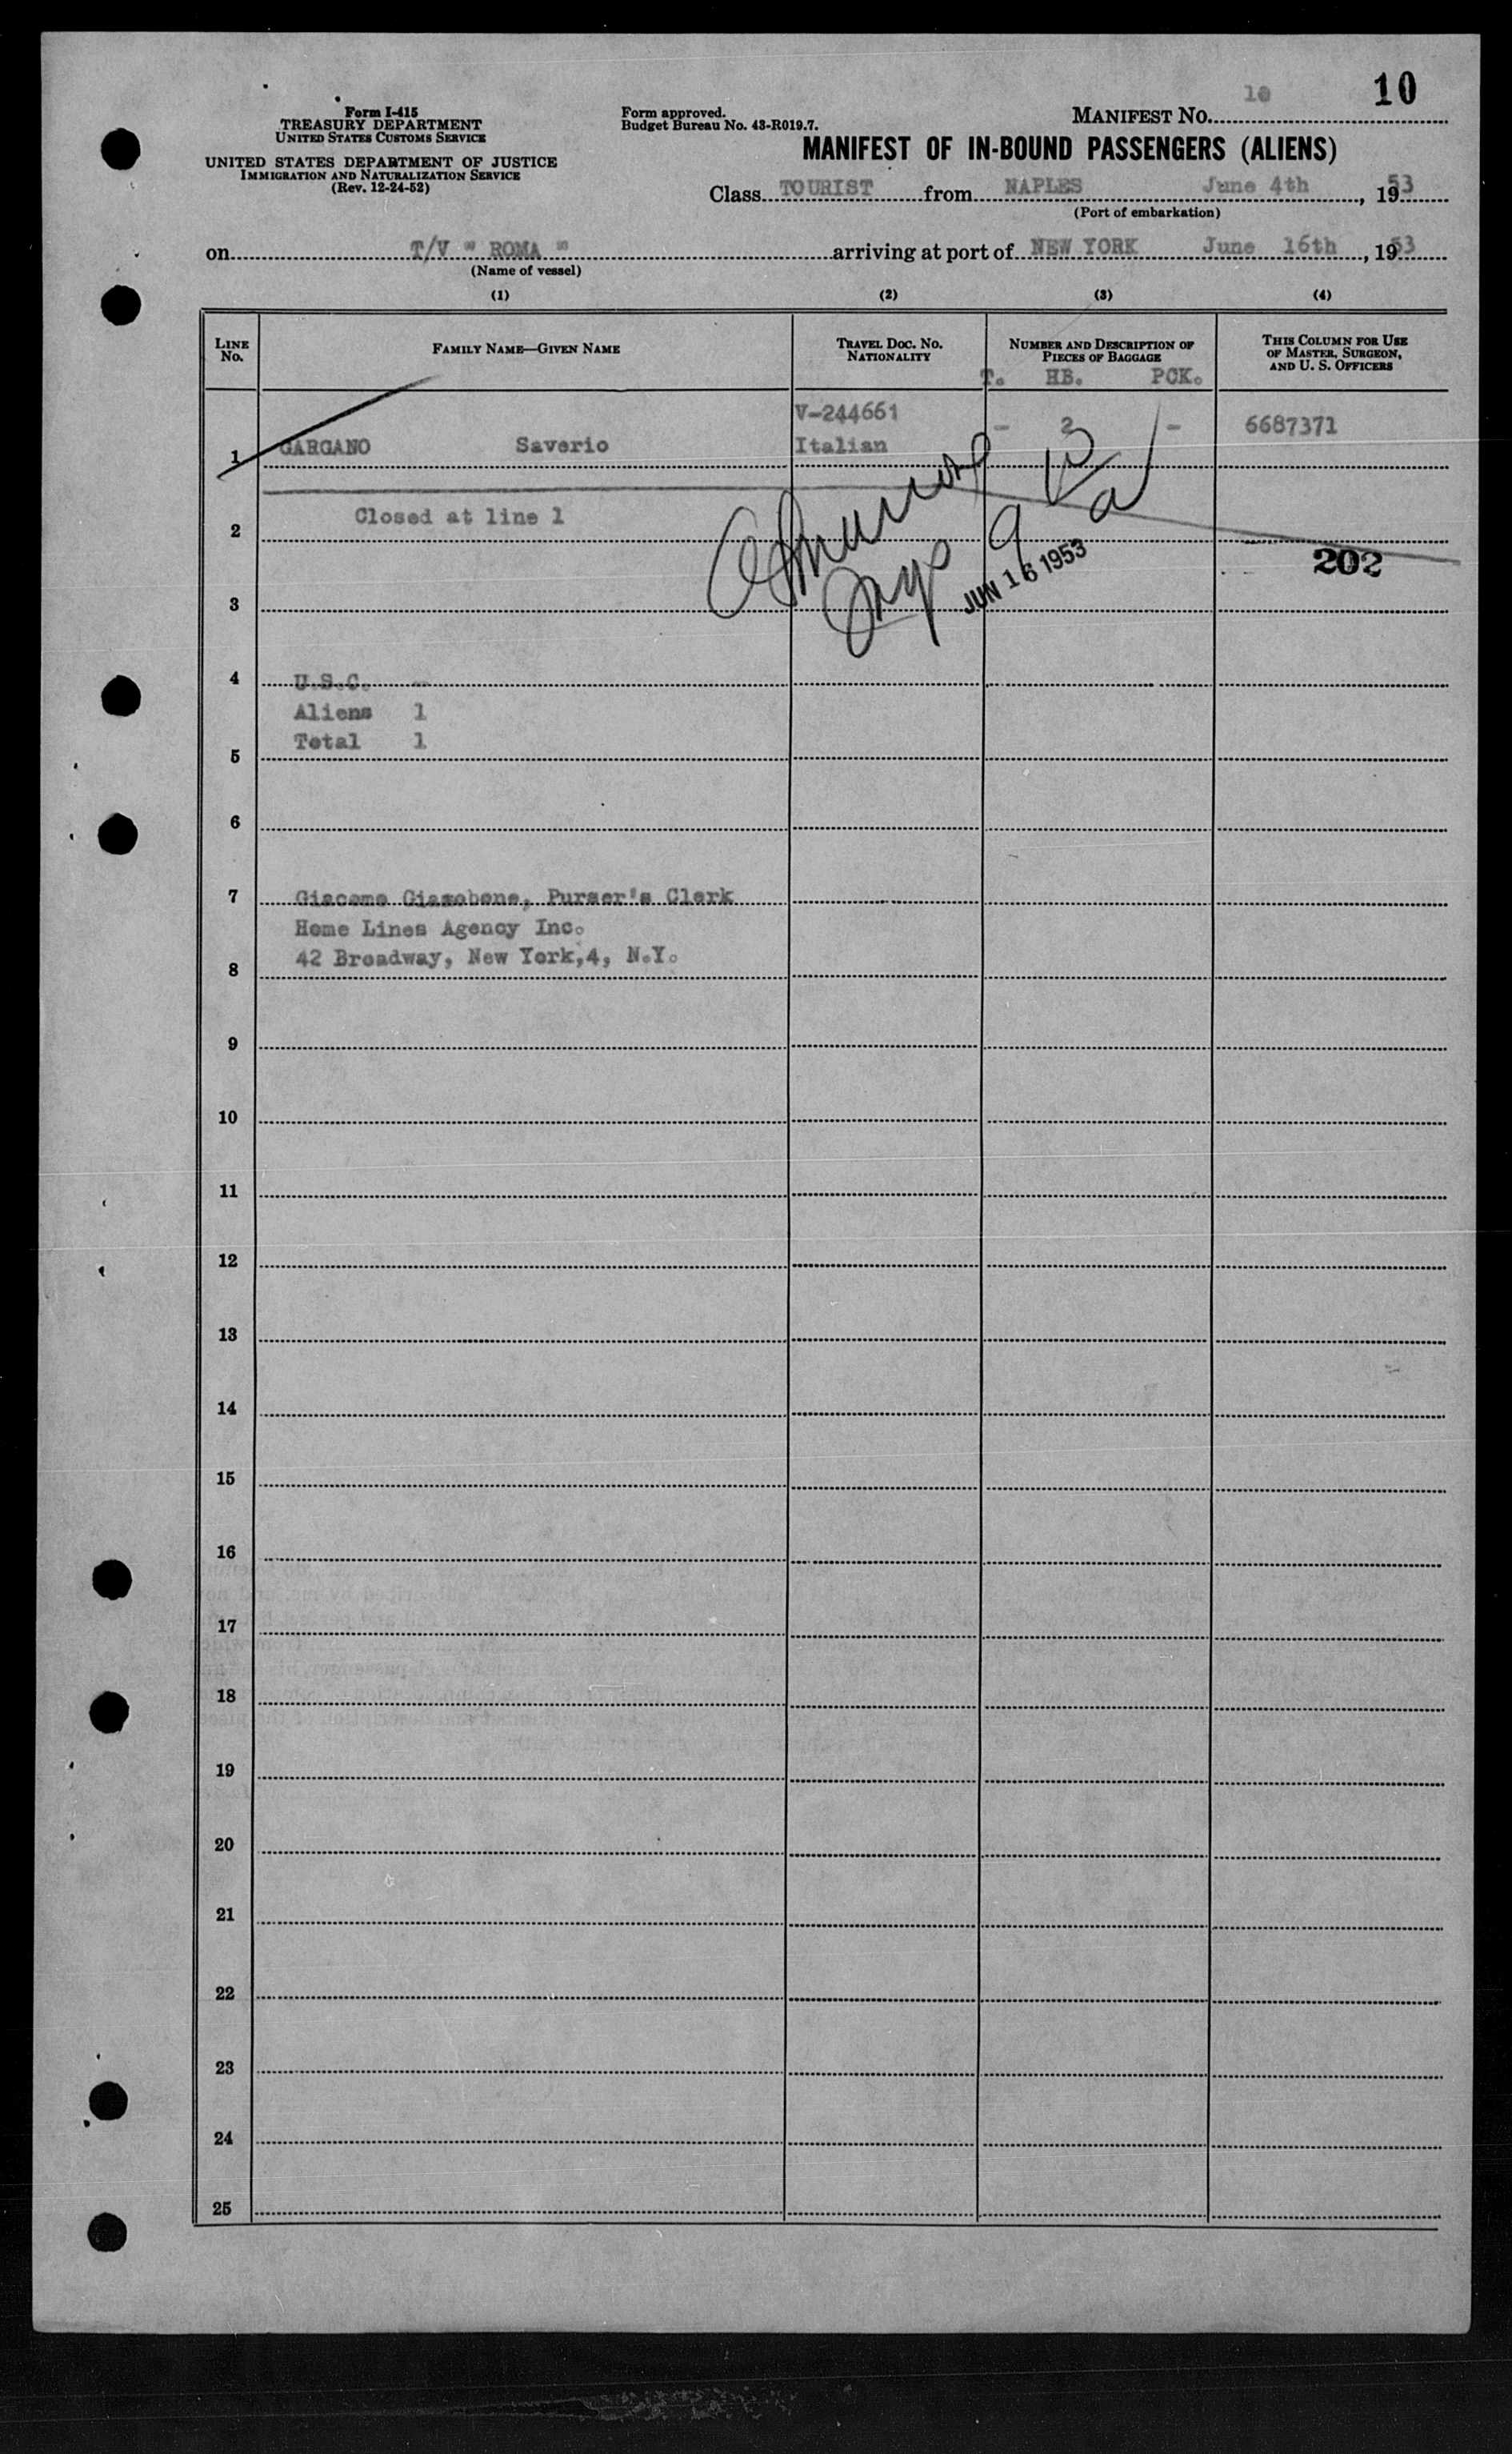 10
10
Form I-415
TREASURY DEPARTMENT
UNITED STATES CUSTOMS SERVICE
UNITED STATES DEPARTMENT OF JUSTICE
IMMIGRATION AND NATURALIZATION SERVICE
(Rev. 12-24-52)
Form approved.
Budget Bureau No. 43-R019.7.
MANIFEST NO.
MANIFEST OF IN-BOUND PASSENGERS (ALIENS)
Class TOURIST from NAPLES June 4th, 1953
(Port of embarkation)
on T/V " ROMA " arriving at port of NEW YORK June 16th, 1953
(Name of vessel)
(1) (2) (3) (4)
LINE No.
FAMILY NAME—GIVEN NAME
TRAVEL DOC. NO. NATIONALITY
NUMBER AND DESCRIPTION OF PIECES OF BAGGAGE
THIS COLUMN FOR USE OF MASTER, SURGEON, AND U. S. OFFICERS
T. HB. PCK.
V-244661
1 GARGANO Saverio Italian - 2 - 6687371
2 Closed at line 1
202
JUN 16 1953
3
4 U.S.C. -
Aliens 1
Total 1
5
6
7 Giacomo Giamobone, Purser's Clerk
Home Lines Agency Inc.
42 Broadway, New York,4, N.Y.
8
9
10
11
12
13
14
15
16
17
18
19
20
21
22
23
24
25